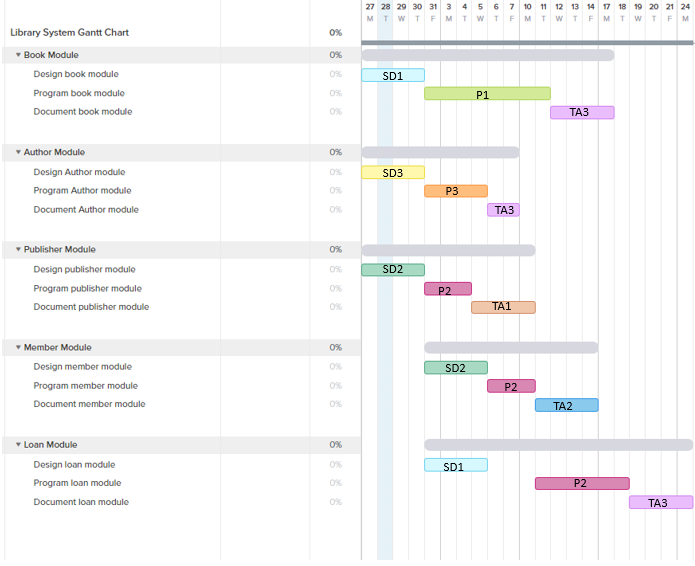 27 28 29 30 31 3 4 5 6 7 10 11 12 13 14 17 18 19 20 21 24
M T W T F M T W T F M T W T F M T W T F M
Library System Gantt Chart 0%
Book Module 0%
Design book module 0% SD1
Program book module 0% P1
Document book module 0% TA3
Author Module 0%
Design Author module 0% SD3
Program Author module 0% P3
Document Author module 0% TA3
Publisher Module 0%
Design publisher module 0% SD2
Program publisher module 0% P2
Document publisher module 0% TA1
Member Module 0%
Design member module 0% SD2
Program member module 0% P2
Document member module 0% TA2
Loan Module 0%
Design loan module 0% SD1
Program loan module 0% P2
Document loan module 0% TA3